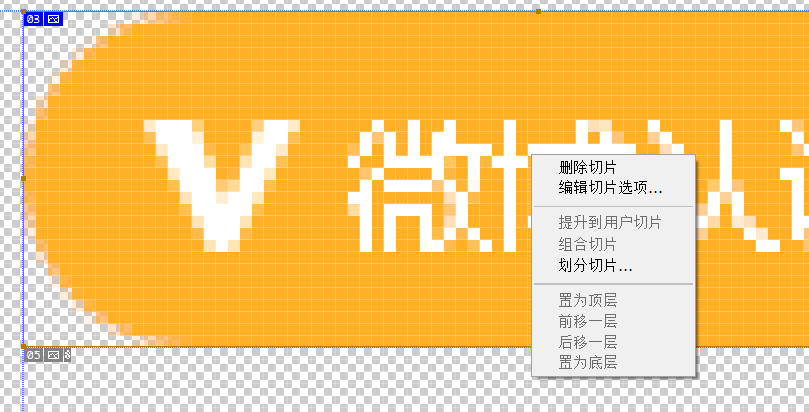 03
V 微
删除切片
编辑切片选项...
提升到用户切片
组合切片
划分切片...
置为顶层
前移一层
后移一层
置为底层
05